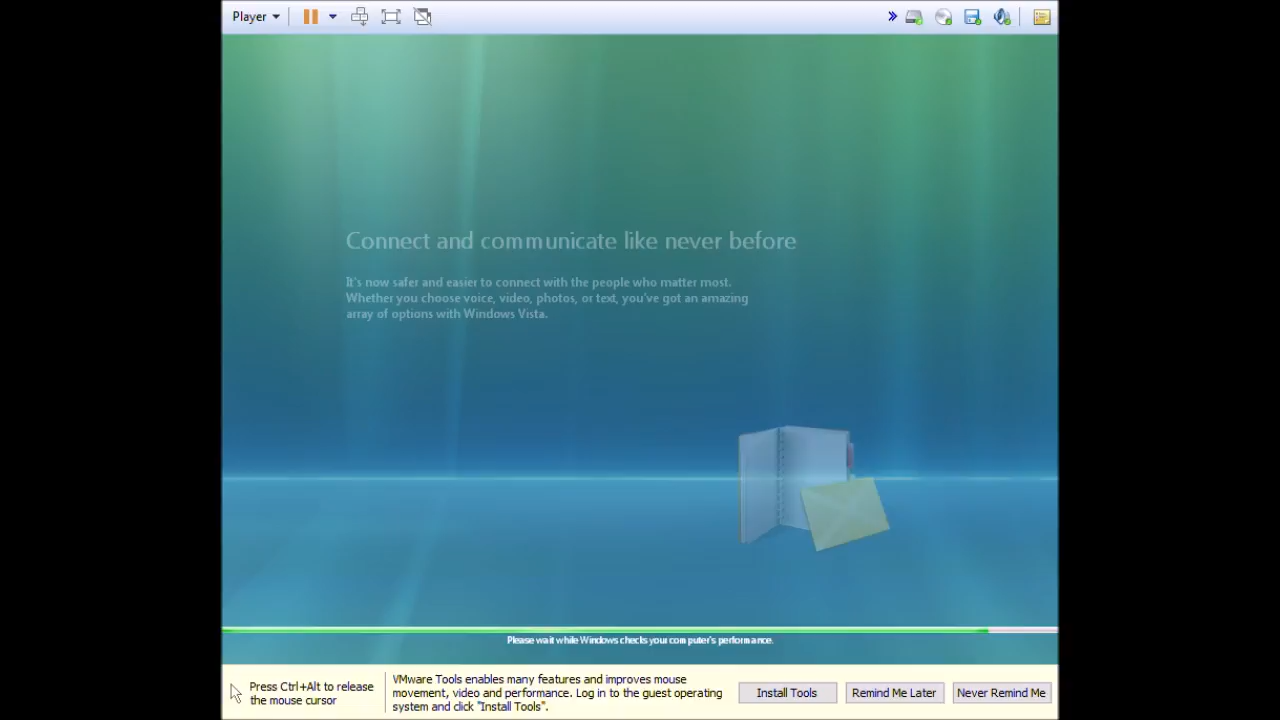 Player
Connect and communicate like never before
It's now safer and easier to connect with the people who matter most.
Whether you choose voice, video, photos, or text, you've got an amazing
array of options with Windows Vista.
Please wait while Windows checks your computer's performance.
Press Ctrl+Alt to release
the mouse cursor
VMware Tools enables many features and improves mouse
movement, video and performance. Log in to the guest operating
system and click "Install Tools".
Install Tools
Remind Me Later
Never Remind Me